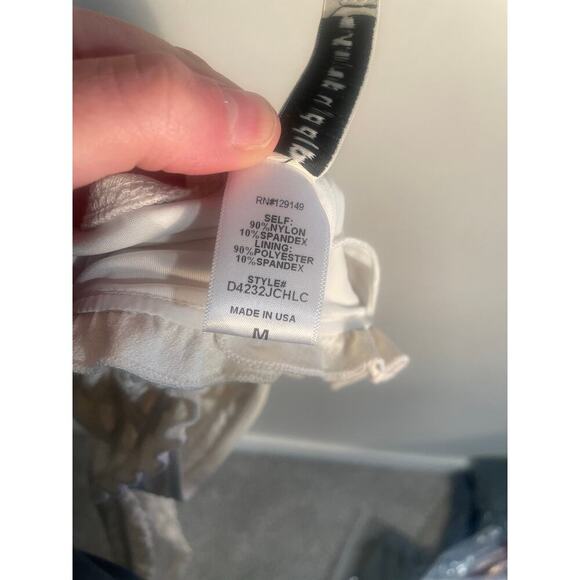 RN#129149
SELF:
90%NYLON
10%SPANDEX
LINING:
90%POLYESTER
10%SPANDEX
STYLE#
D4232JCHLC
MADE IN USA
M